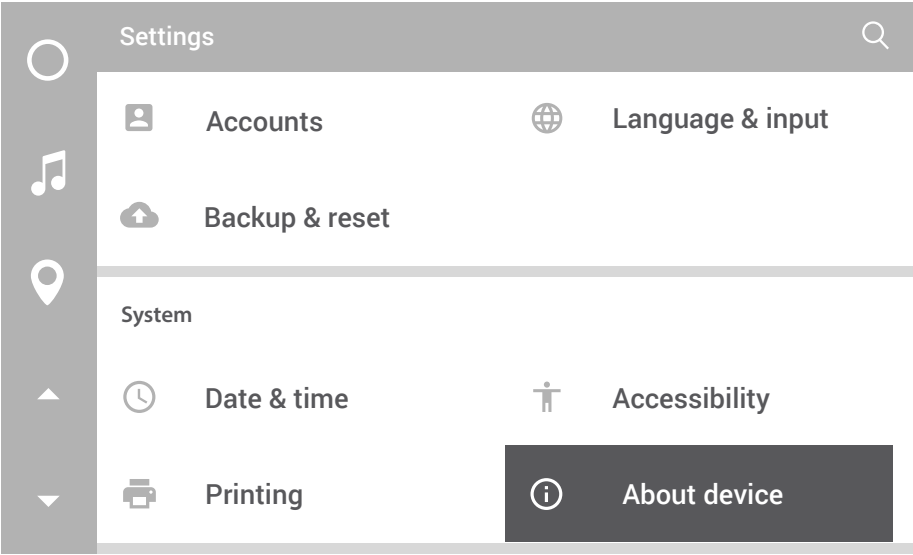 Settings
Accounts
Language & input
Backup & reset
System
Date & time
Accessibility
Printing
About device